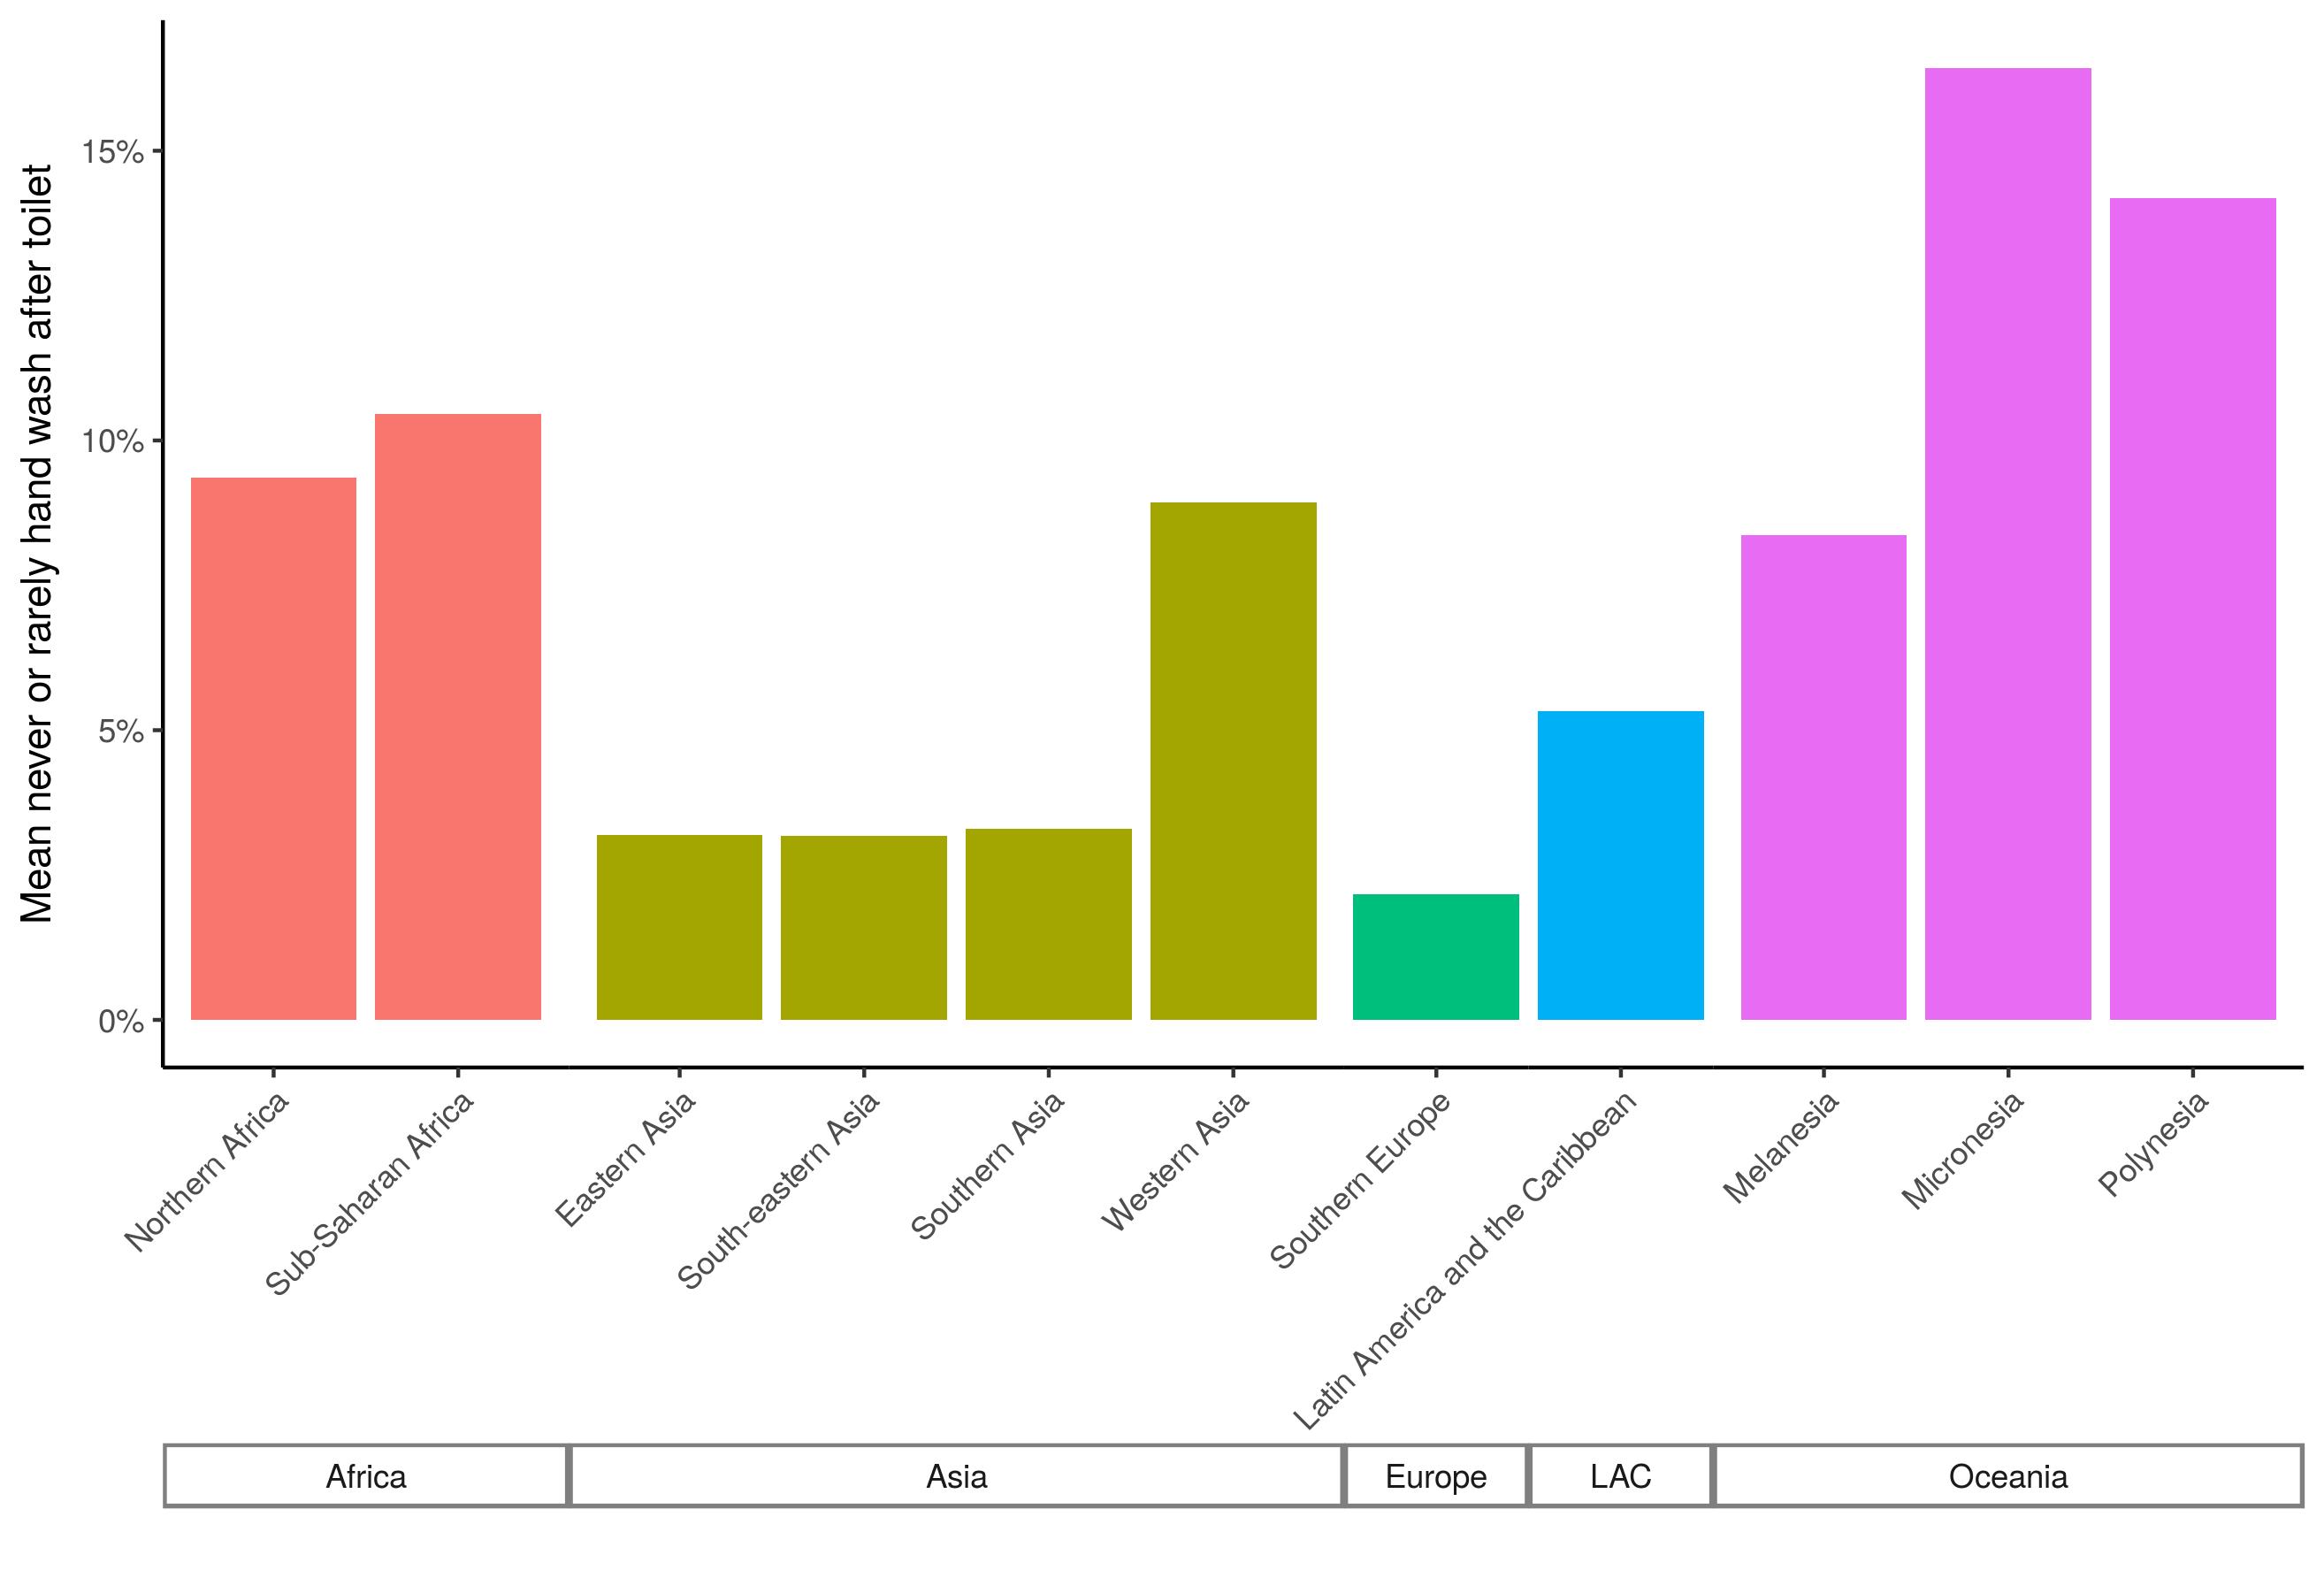 Mean never or rarely hand wash after toilet
15%
10%
5%
0%
Northern Africa
Sub-Saharan Africa
Eastern Asia
South-eastern Asia
Southern Asia
Western Asia
Southern Europe
Latin America and the Caribbean
Melanesia
Micronesia
Polynesia
Africa
Asia
Europe
LAC
Oceania